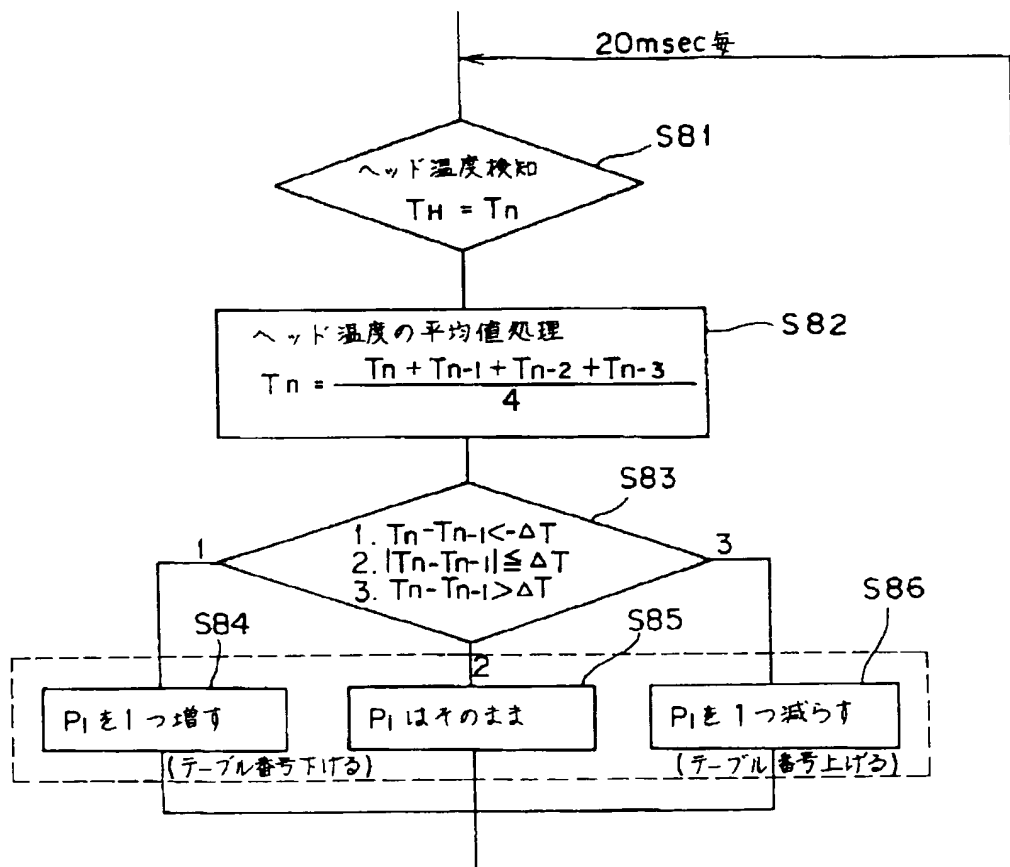 20msec毎
S81
ヘッド温度検知
TH = Tn
S82
ヘッド温度の平均値処理
Tn = (Tn + Tn-1 + Tn-2 + Tn-3) / 4
S83
1. Tn-Tn-1<-ΔT
2. |Tn-Tn-1|≦ΔT
3. Tn-Tn-1>ΔT
1
3
2
S84
S85
S86
P1を1つ増す
P1はそのまま
P1を1つ減らす
(テーブル番号下げる)
(テーブル番号上げる)